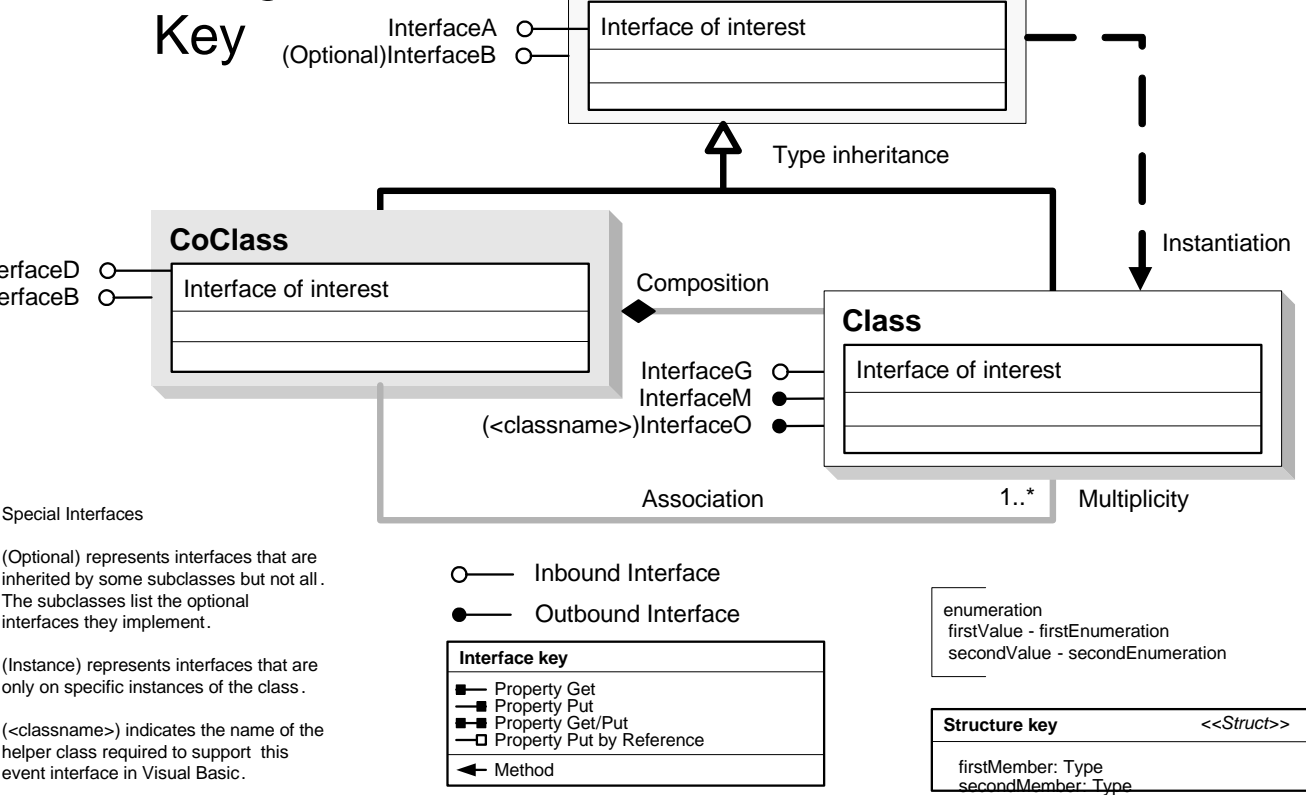 Key
InterfaceA
(Optional)InterfaceB
Interface of interest
Type inheritance
Instantiation
CoClass
erfaceD
erfaceB
Interface of interest
Composition
Class
Interface of interest
InterfaceG
InterfaceM
(<classname>)InterfaceO
Association
1..*
Multiplicity
Special Interfaces
(Optional) represents interfaces that are
inherited by some subclasses but not all.
The subclasses list the optional
interfaces they implement.
(Instance) represents interfaces that are
only on specific instances of the class.
(<classname>) indicates the name of the
helper class required to support this
event interface in Visual Basic.
Inbound Interface
Outbound Interface
Interface key
Property Get
Property Put
Property Get/Put
Property Put by Reference
Method
enumeration
firstValue - firstEnumeration
secondValue - secondEnumeration
Structure key <<Struct>>
firstMember: Type
secondMember: Type